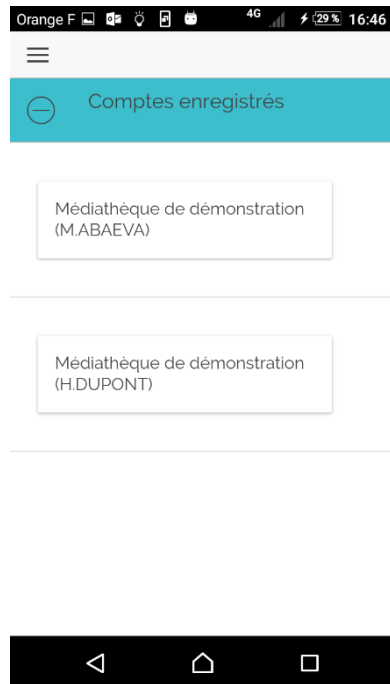 Orange F 4G 29 % 16:46
Comptes enregistrés
Médiathèque de démonstration
(M.ABAEVA)
Médiathèque de démonstration
(H.DUPONT)